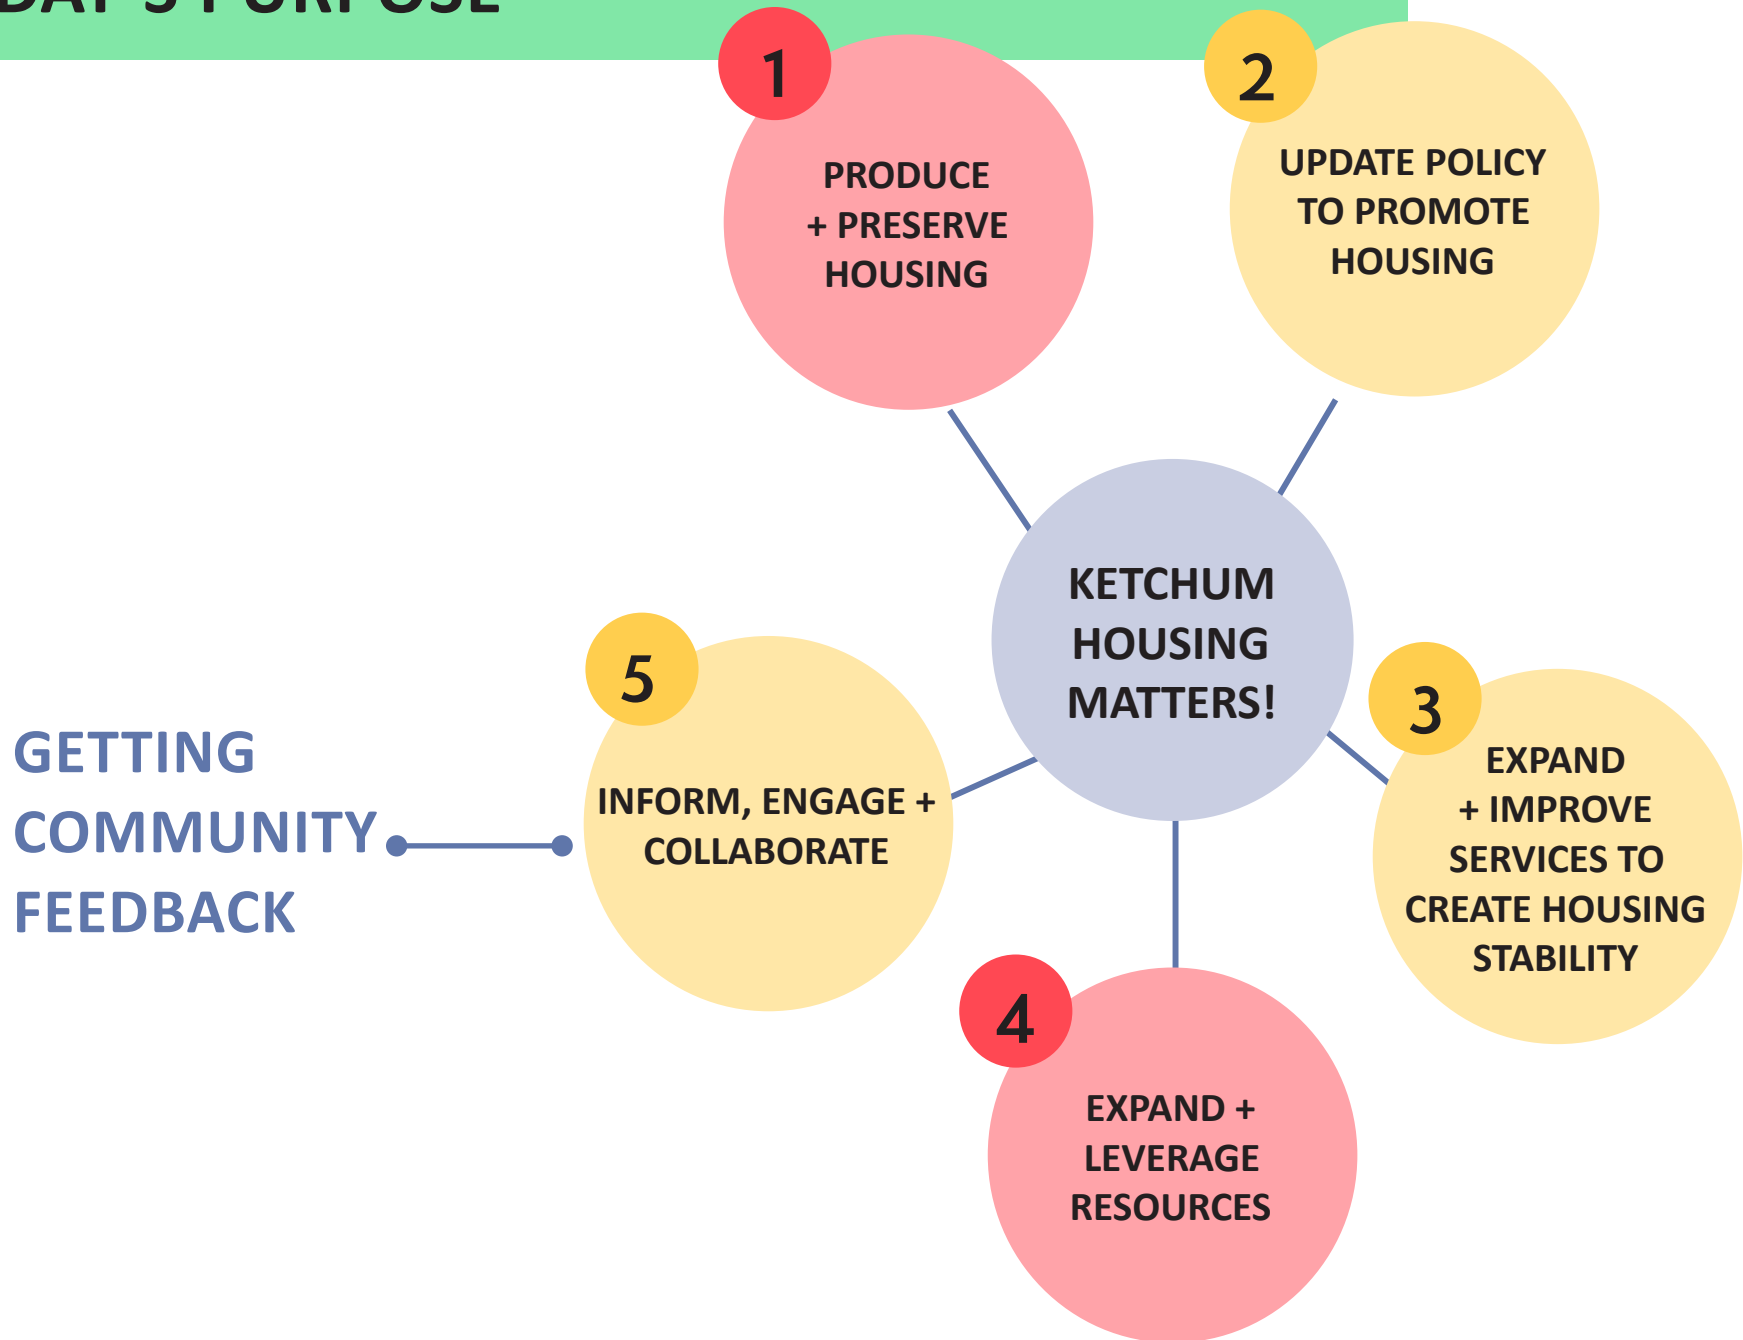 PURPOSE
1
PRODUCE
+ PRESERVE
HOUSING
2
UPDATE POLICY
TO PROMOTE
HOUSING
KETCHUM
HOUSING
MATTERS!
3
EXPAND
+ IMPROVE
SERVICES TO
CREATE HOUSING
STABILITY
4
EXPAND +
LEVERAGE
RESOURCES
5
INFORM, ENGAGE +
COLLABORATE
GETTING
COMMUNITY
FEEDBACK